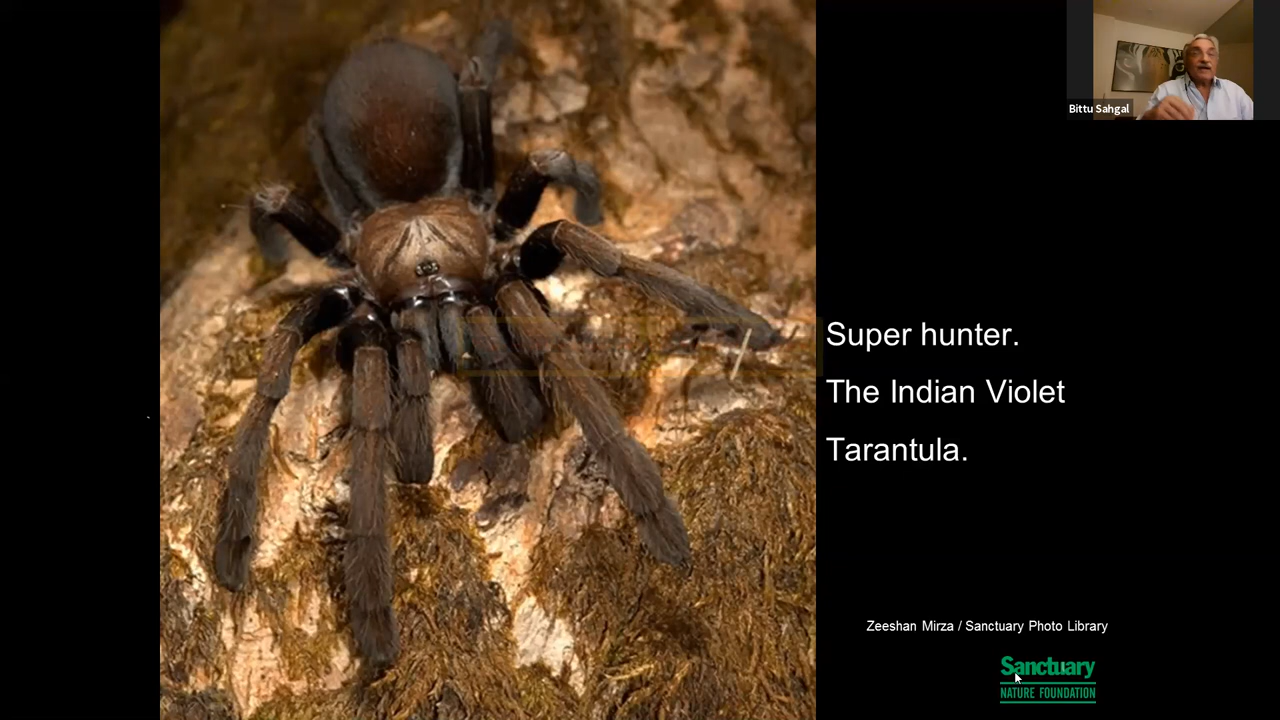 Bittu Sahgal
Super hunter.
The Indian Violet
Tarantula.
Zeeshan Mirza / Sanctuary Photo Library
Sanctuary
NATURE FOUNDATION